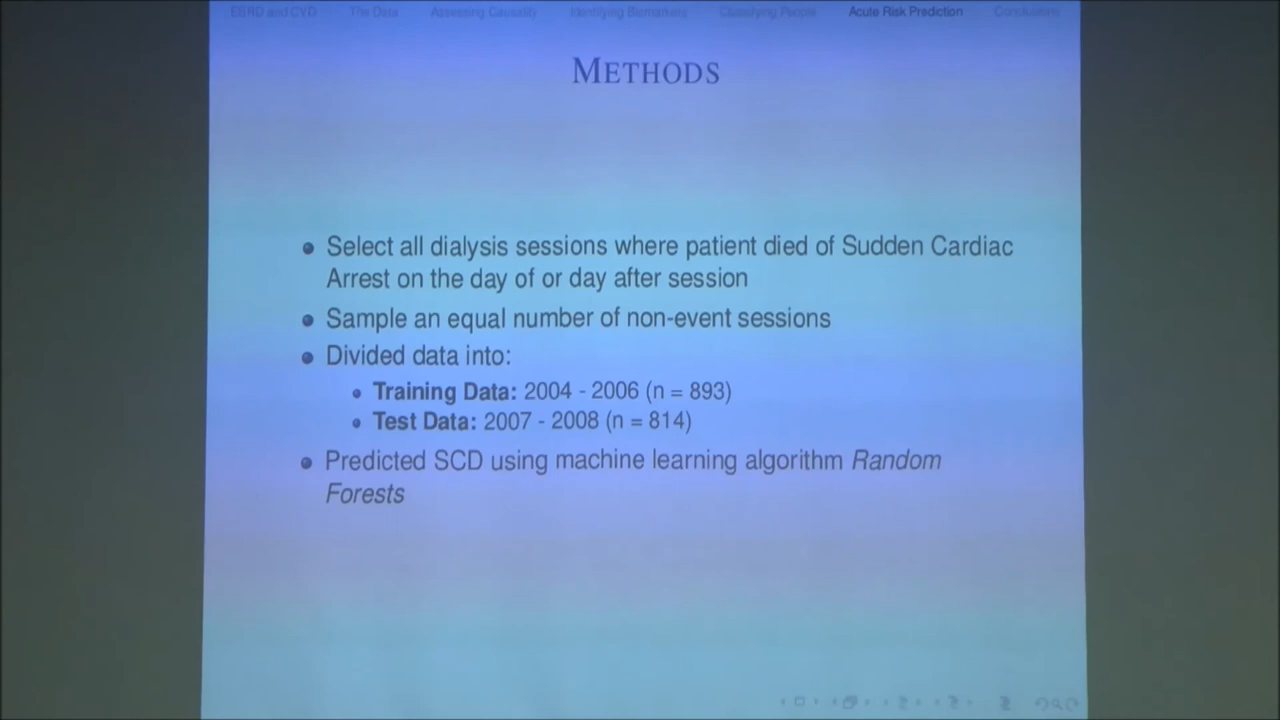 ESRD and CVD The Data Assessing Causality Identifying Biomarkers Classifying People Acute Risk Prediction Conclusions
METHODS
Select all dialysis sessions where patient died of Sudden Cardiac
Arrest on the day of or day after session
Sample an equal number of non-event sessions
Divided data into:
Training Data: 2004 - 2006 (n = 893)
Test Data: 2007 - 2008 (n = 814)
Predicted SCD using machine learning algorithm Random
Forests